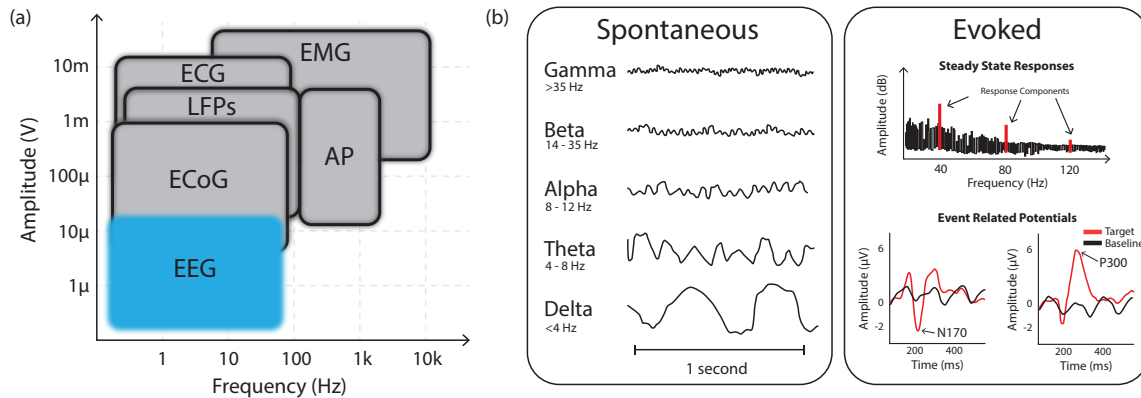 (a)
Amplitude (V)
10m
1m
100µ
10µ
1µ
EMG
ECG
LFPs
AP
ECoG
EEG
1
10
100
1k
10k
Frequency (Hz)
(b)
Spontaneous
Gamma
>35 Hz
Beta
14 - 35 Hz
Alpha
8 - 12 Hz
Theta
4 - 8 Hz
Delta
<4 Hz
1 second
Evoked
Steady State Responses
Response Components
Amplitude (dB)
40
80
120
Frequency (Hz)
Event Related Potentials
Target
Baseline
Amplitude (µV)
6
0
-2
N170
200
400
Time (ms)
Amplitude (µV)
6
0
-2
P300
200
400
Time (ms)